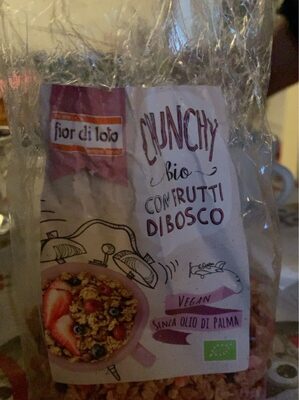 fior di loto
CRUNCHY
Bio
CON FRUTTI
DI BOSCO
VEGAN
SENZA OLIO DI PALMA